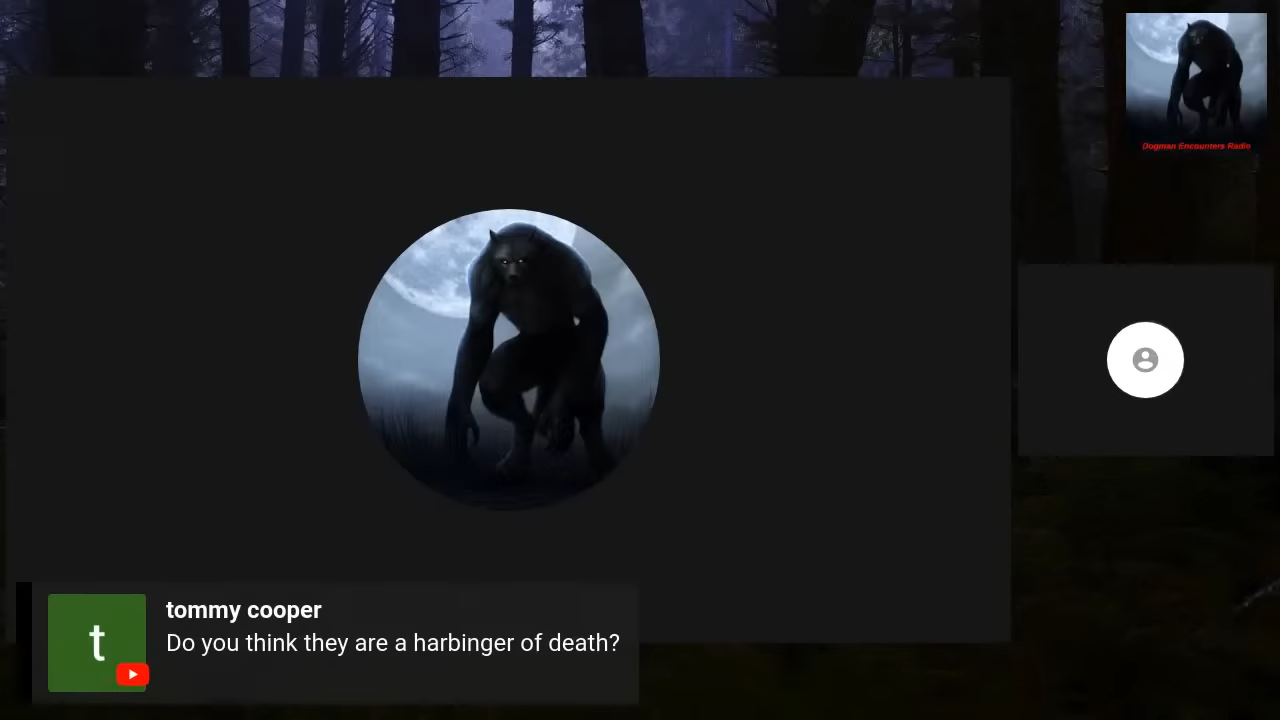 Dogman Encounters Radio
t
tommy cooper
Do you think they are a harbinger of death?